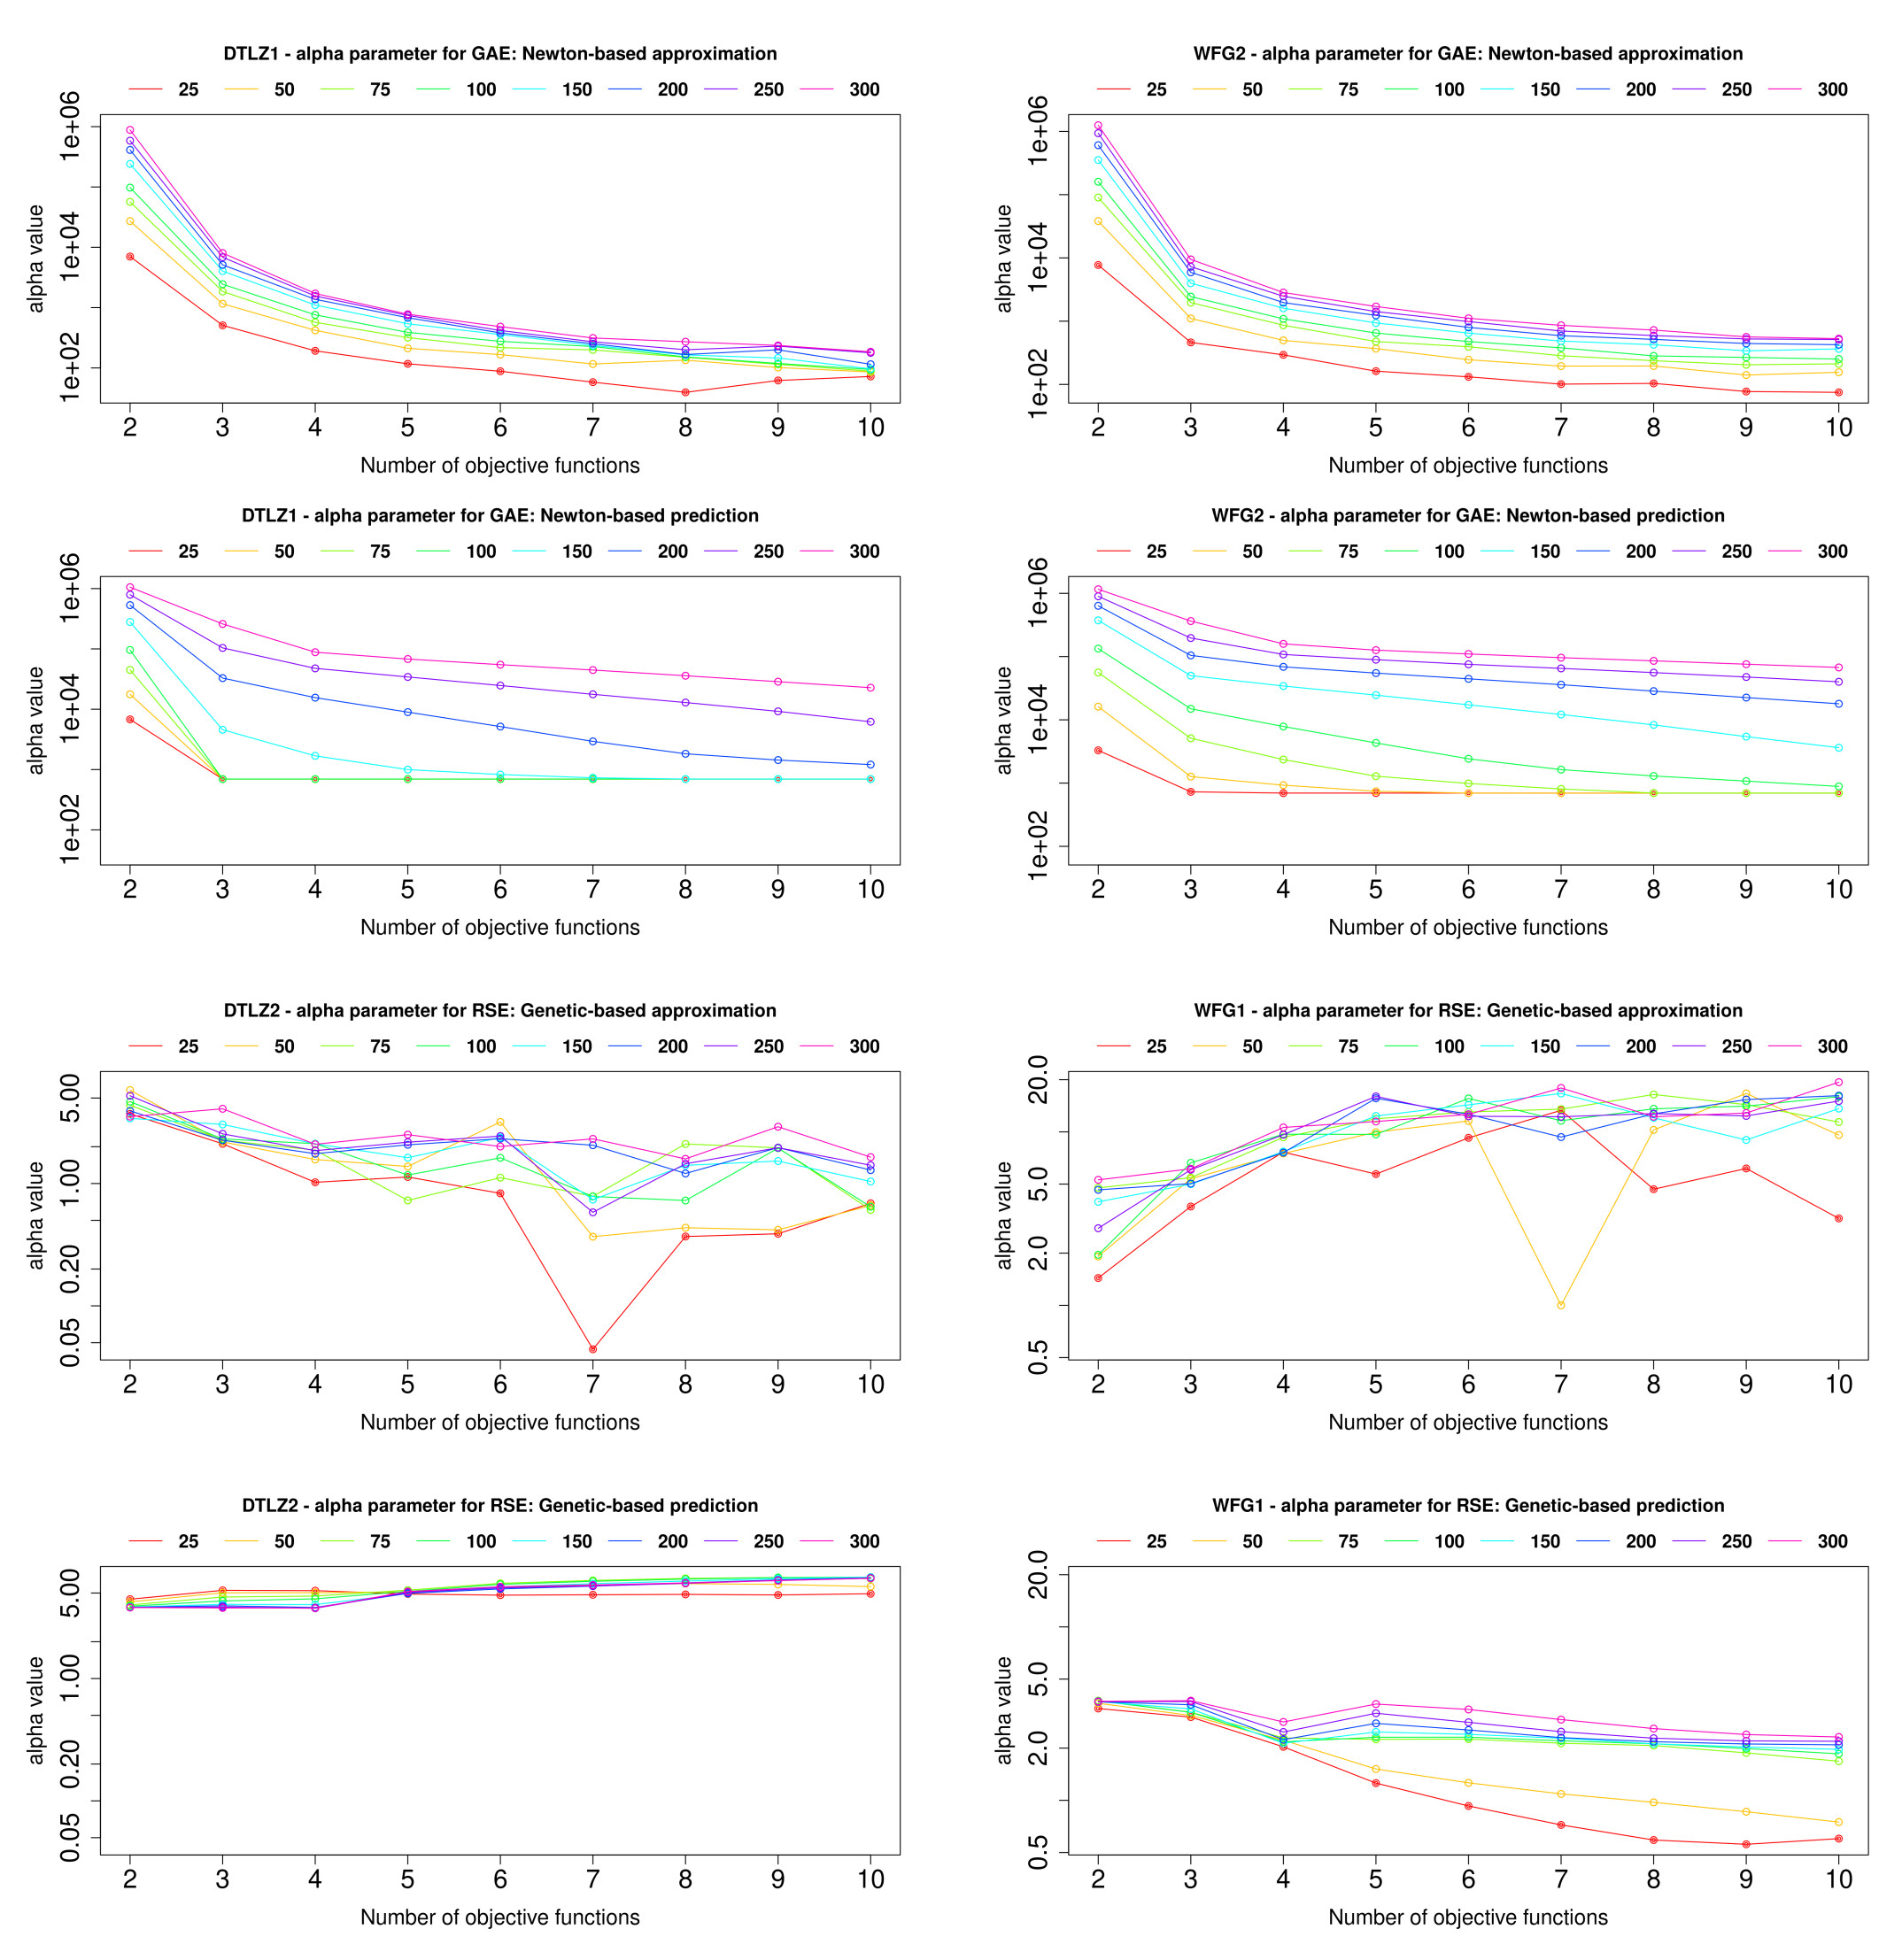 DTLZ1 - alpha parameter for GAE: Newton-based approximation
25 50 75 100 150 200 250 300
alpha value
1e+06
1e+04
1e+02
2 3 4 5 6 7 8 9 10
Number of objective functions
WFG2 - alpha parameter for GAE: Newton-based approximation
25 50 75 100 150 200 250 300
alpha value
1e+06
1e+04
1e+02
2 3 4 5 6 7 8 9 10
Number of objective functions
DTLZ1 - alpha parameter for GAE: Newton-based prediction
25 50 75 100 150 200 250 300
alpha value
1e+06
1e+04
1e+02
2 3 4 5 6 7 8 9 10
Number of objective functions
WFG2 - alpha parameter for GAE: Newton-based prediction
25 50 75 100 150 200 250 300
alpha value
1e+06
1e+04
1e+02
2 3 4 5 6 7 8 9 10
Number of objective functions
DTLZ2 - alpha parameter for RSE: Genetic-based approximation
25 50 75 100 150 200 250 300
alpha value
5.00
1.00
0.20
0.05
2 3 4 5 6 7 8 9 10
Number of objective functions
WFG1 - alpha parameter for RSE: Genetic-based approximation
25 50 75 100 150 200 250 300
alpha value
20.0
5.0
2.0
0.5
2 3 4 5 6 7 8 9 10
Number of objective functions
DTLZ2 - alpha parameter for RSE: Genetic-based prediction
25 50 75 100 150 200 250 300
alpha value
5.00
1.00
0.20
0.05
2 3 4 5 6 7 8 9 10
Number of objective functions
WFG1 - alpha parameter for RSE: Genetic-based prediction
25 50 75 100 150 200 250 300
alpha value
20.0
5.0
2.0
0.5
2 3 4 5 6 7 8 9 10
Number of objective functions